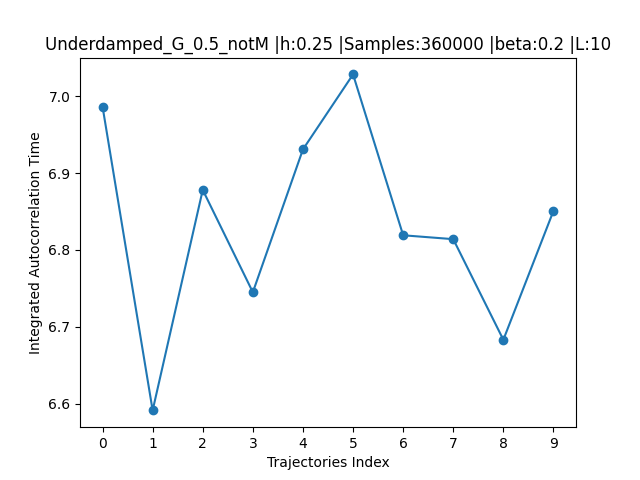 Underdamped_G_0.5_notM |h:0.25 |Samples:360000 |beta:0.2 |L:10
7.0
6.9
6.8
6.7
6.6
Integrated Autocorrelation Time
0 1 2 3 4 5 6 7 8 9
Trajectories Index